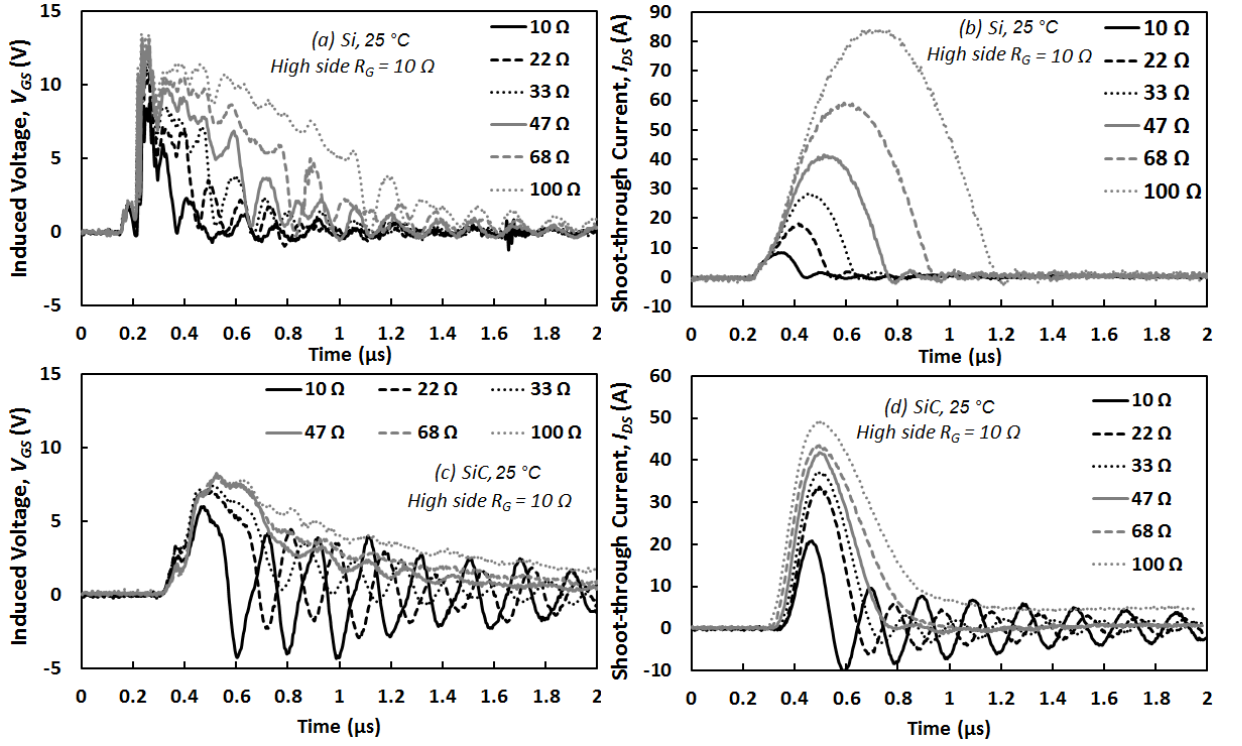 Induced Voltage, VGS (V)
15
10
5
0
-5
(a) Si, 25 °C
High side RG = 10 Ω
10 Ω
22 Ω
33 Ω
47 Ω
68 Ω
100 Ω
0 0.2 0.4 0.6 0.8 1 1.2 1.4 1.6 1.8 2
Time (μs)
Shoot-through Current, IDS (A)
90
80
70
60
50
40
30
20
10
0
-10
(b) Si, 25 °C
High side RG = 10 Ω
10 Ω
22 Ω
33 Ω
47 Ω
68 Ω
100 Ω
0 0.2 0.4 0.6 0.8 1 1.2 1.4 1.6 1.8 2
Time (μs)
Induced Voltage, VGS (V)
15
10
5
0
-5
10 Ω 22 Ω 33 Ω
47 Ω 68 Ω 100 Ω
(c) SiC, 25 °C
High side RG = 10 Ω
0 0.2 0.4 0.6 0.8 1 1.2 1.4 1.6 1.8 2
Time (μs)
Shoot-through Current, IDS (A)
60
50
40
30
20
10
0
-10
(d) SiC, 25 °C
High side RG = 10 Ω
10 Ω
22 Ω
33 Ω
47 Ω
68 Ω
100 Ω
0 0.2 0.4 0.6 0.8 1 1.2 1.4 1.6 1.8 2
Time (μs)